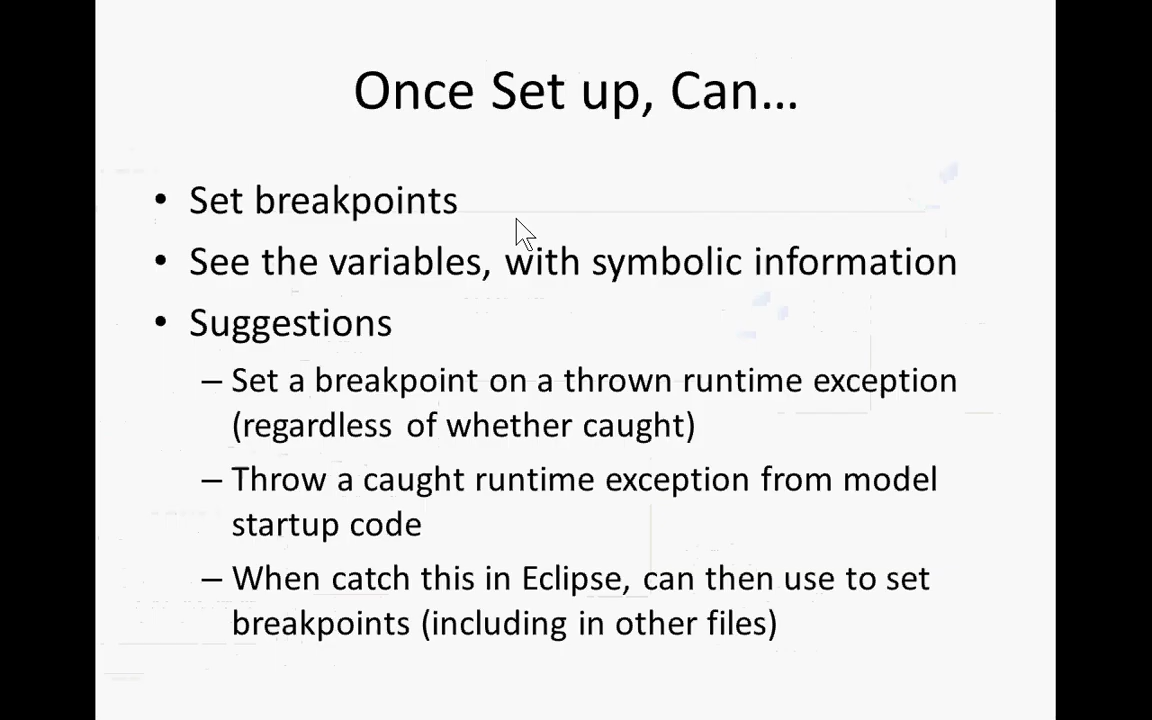 Once Set up, Can…
• Set breakpoints
• See the variables, with symbolic information
• Suggestions
– Set a breakpoint on a thrown runtime exception
(regardless of whether caught)
– Throw a caught runtime exception from model
startup code
– When catch this in Eclipse, can then use to set
breakpoints (including in other files)